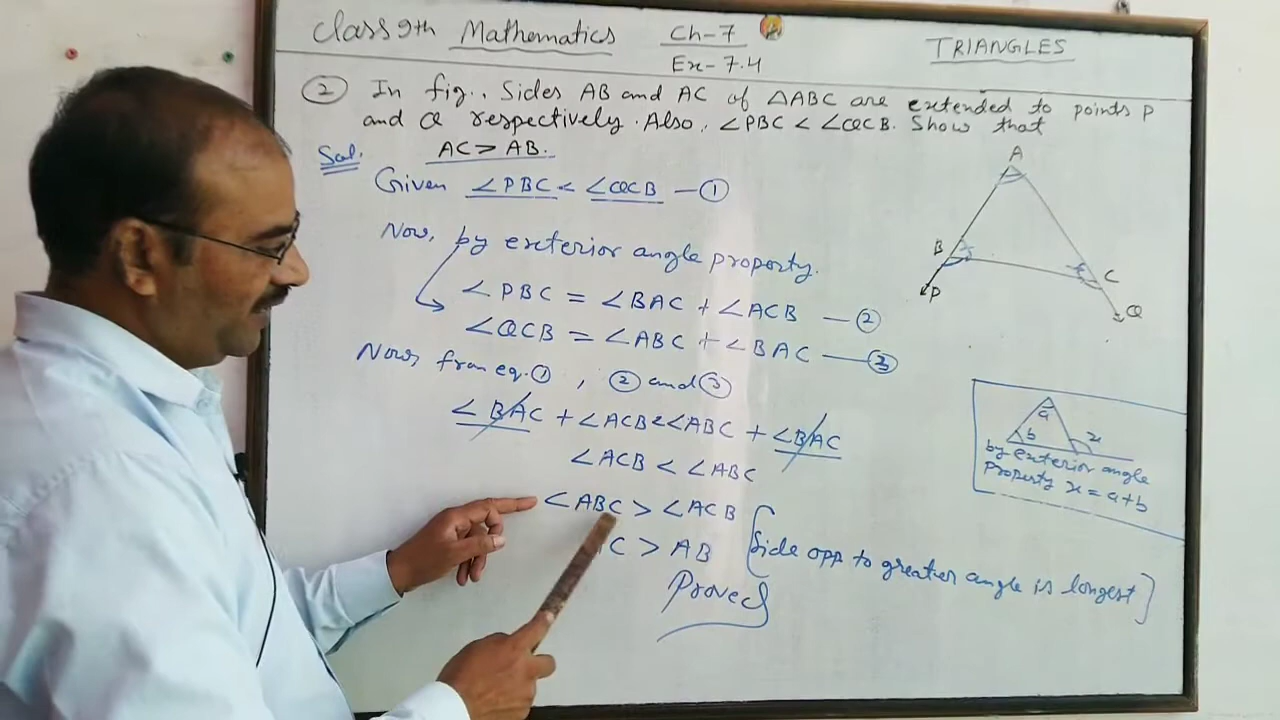 Class 9th Mathematics Ch-7
Ex-7.4
TRIANGLES
② In fig., Sides AB and AC of △ABC are extended to points P
and Q respectively. Also, ∠PBC < ∠QCB. Show that
AC > AB.
Sol.
Given ∠PBC < ∠QCB — ①
Now, by exterior angle property.
∠PBC = ∠BAC + ∠ACB — ②
∠QCB = ∠ABC + ∠BAC — ③
Now from eq. ① , ② and ③
∠BAC + ∠ACB < ∠ABC + ∠BAC
∠ACB < ∠ABC
∠ABC > ∠ACB
C > AB
[Side opp to greater angle is longest]
Proved
A
B
C
P
Q
a
b
x
by exterior angle
Property x = a+b